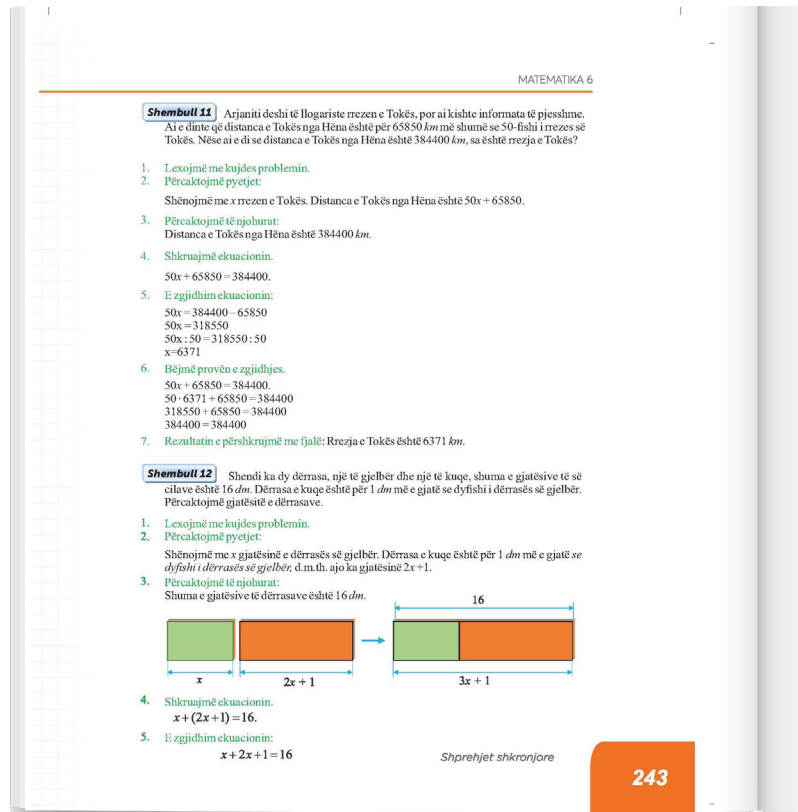 MATEMATIKA 6
Shembull 11 Arjaniti deshi të llogariste rrezen e Tokës, por ai kishte informata të pjesshme.
Ai e dinte që distanca e Tokës nga Hëna është për 65850 km më shumë se 50-fishi i rrezes së
Tokës. Nëse ai e di se distanca e Tokës nga Hëna është 384400 km, sa është rrezja e Tokës?
1. Lexojmë me kujdes problemin.
2. Përcaktojmë pyetjet:
Shënojmë me x rrezen e Tokës. Distanca e Tokës nga Hëna është 50x + 65850.
3. Përcaktojmë të njohurat:
Distanca e Tokës nga Hëna është 384400 km.
4. Shkruajmë ekuacionin.
50x + 65850 = 384400.
5. E zgjidhim ekuacionin:
50x = 384400 – 65850
50x = 318550
50x : 50 = 318550 : 50
x=6371
6. Bëjmë provën e zgjidhjes.
50x + 65850 = 384400.
50 · 6371 + 65850 = 384400
318550 + 65850 = 384400
384400 = 384400
7. Rezultatin e përshkrujmë me fjalë: Rrezja e Tokës është 6371 km.
Shembull 12 Shendi ka dy dërrasa, një të gjelbër dhe një të kuqe, shuma e gjatësive të së
cilave është 16 dm. Dërrasa e kuqe është për 1 dm më e gjatë se dyfishi i dërrasës së gjelbër.
Përcaktojmë gjatësitë e dërrasave.
1. Lexojmë me kujdes problemin.
2. Përcaktojmë pyetjet:
Shënojmë me x gjatësinë e dërrasës së gjelbër. Dërrasa e kuqe është për 1 dm më e gjatë se
dyfishi i dërrasës së gjelbër, d.m.th. ajo ka gjatësinë 2x +1.
3. Përcaktojmë të njohurat:
Shuma e gjatësive të dërrasave është 16 dm.
16
x 2x + 1 3x + 1
4. Shkruajmë ekuacionin.
x + (2x +1) = 16.
5. E zgjidhim ekuacionin:
x + 2x + 1 = 16
Shprehjet shkronjore
243